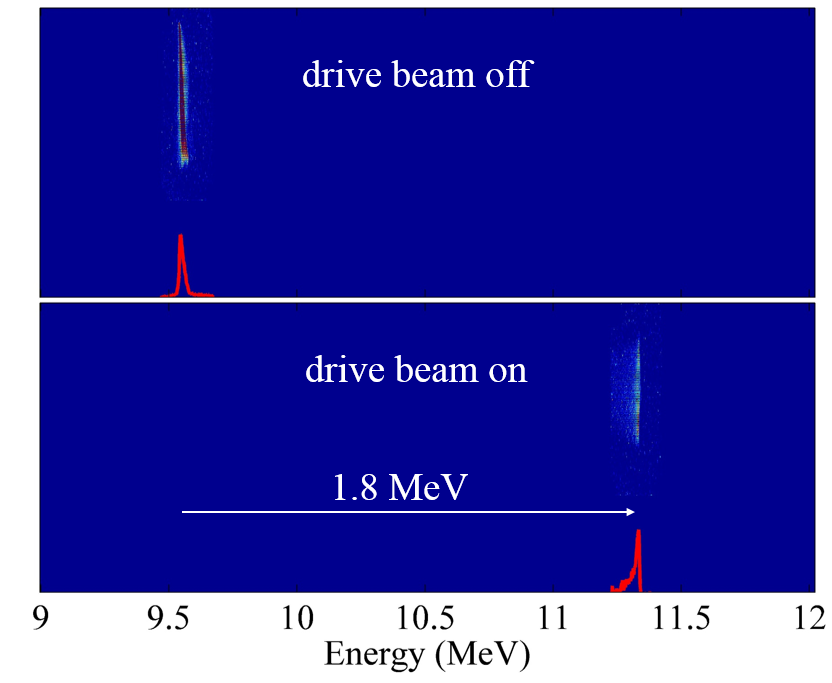 drive beam off
drive beam on
1.8 MeV
9 9.5 10 10.5 11 11.5 12
Energy (MeV)